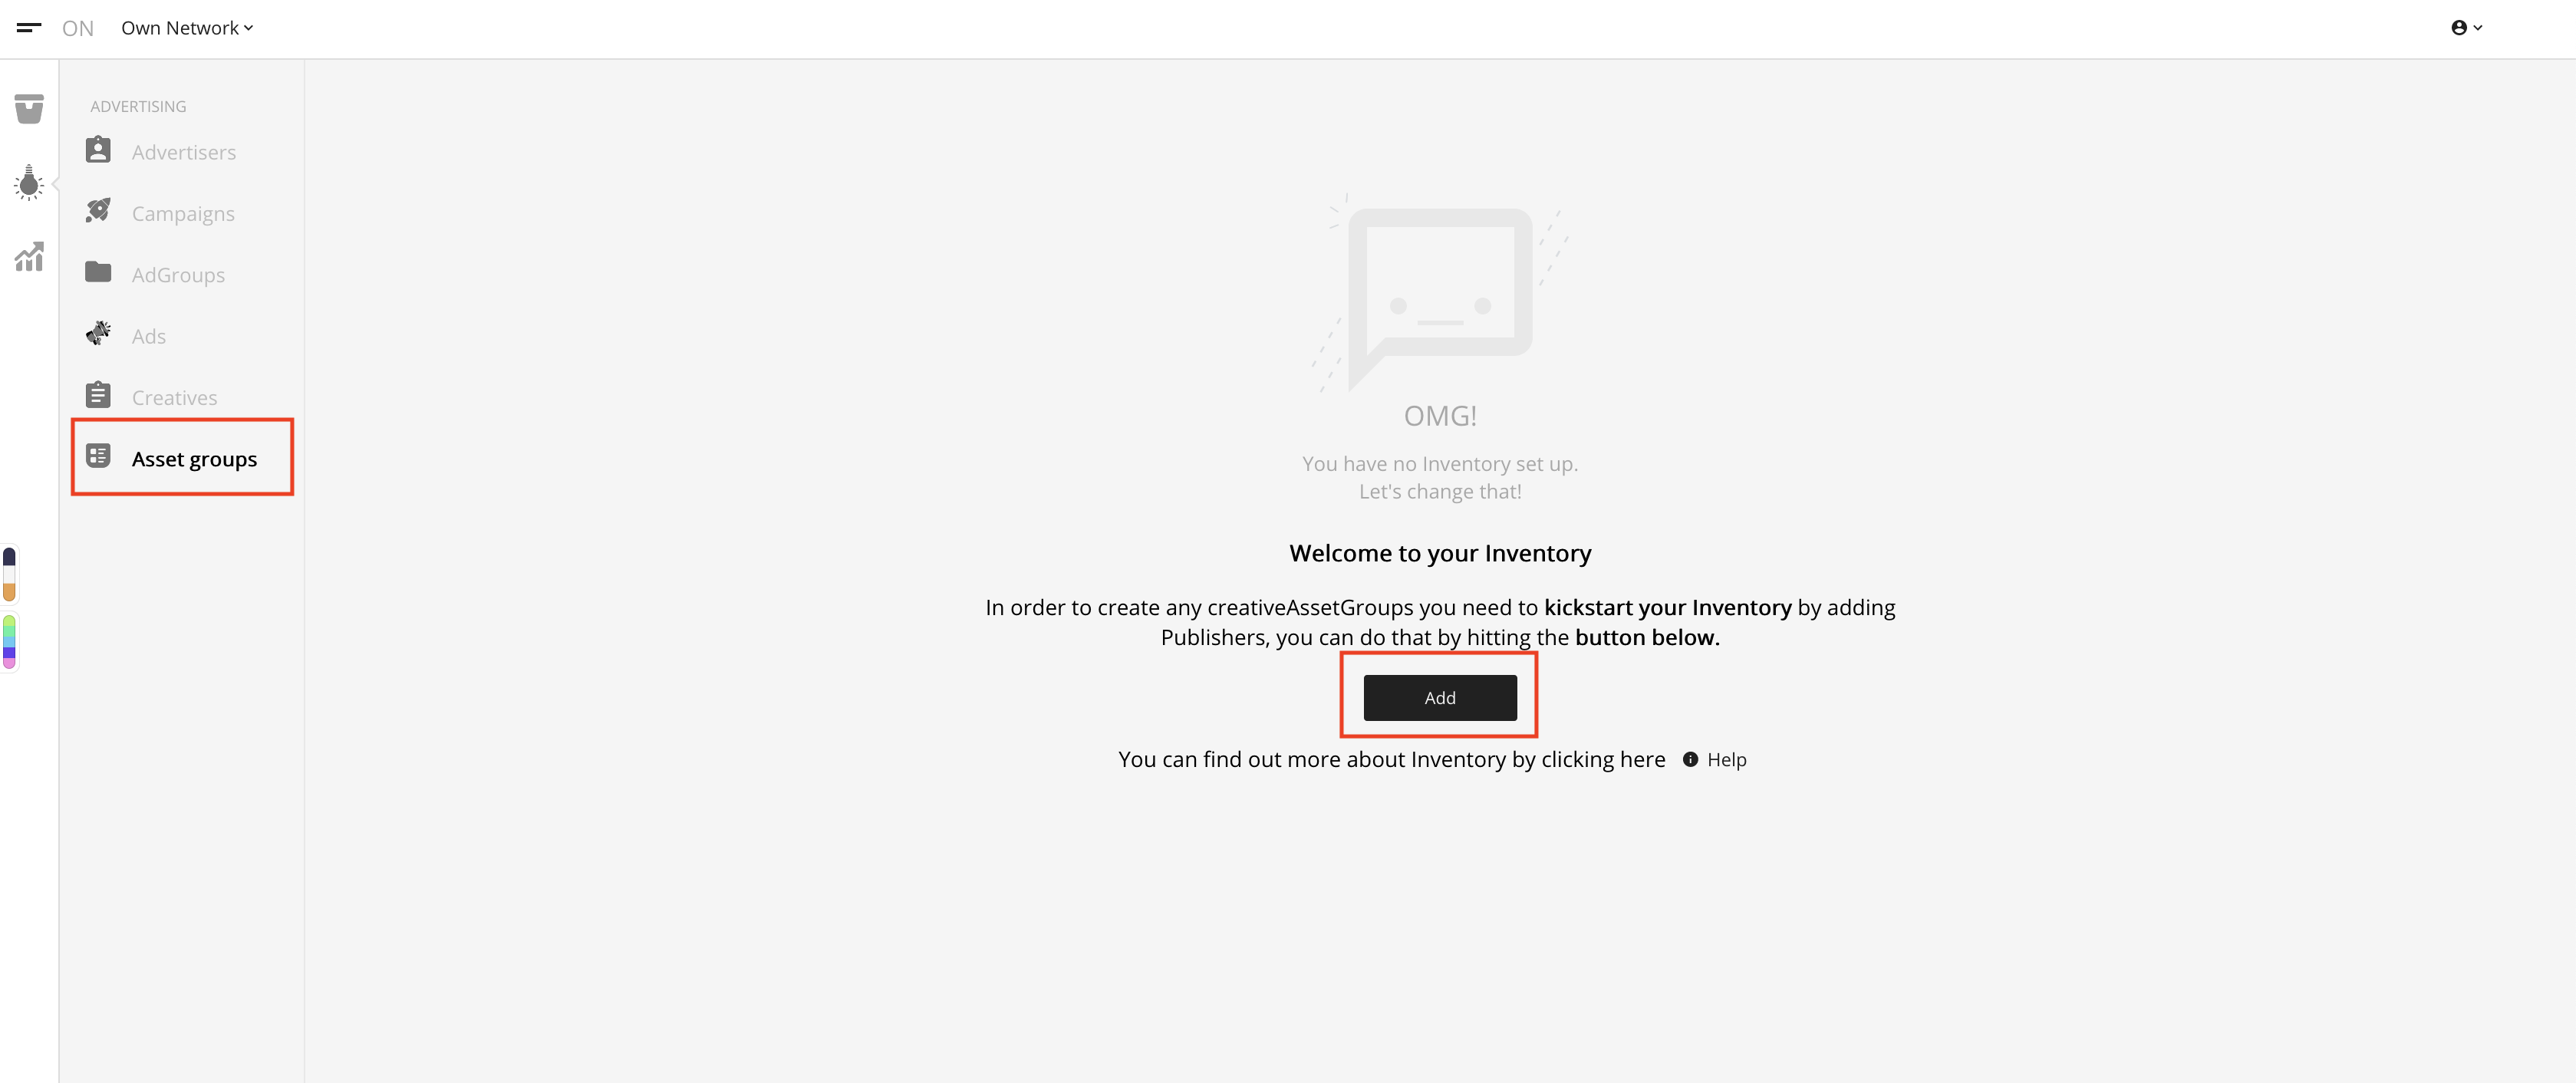 ON Own Network
ADVERTISING
Advertisers
Campaigns
AdGroups
Ads
Creatives
Asset groups
OMG!
You have no Inventory set up.
Let's change that!
Welcome to your Inventory
In order to create any creativeAssetGroups you need to kickstart your Inventory by adding
Publishers, you can do that by hitting the button below.
Add
You can find out more about Inventory by clicking here Help